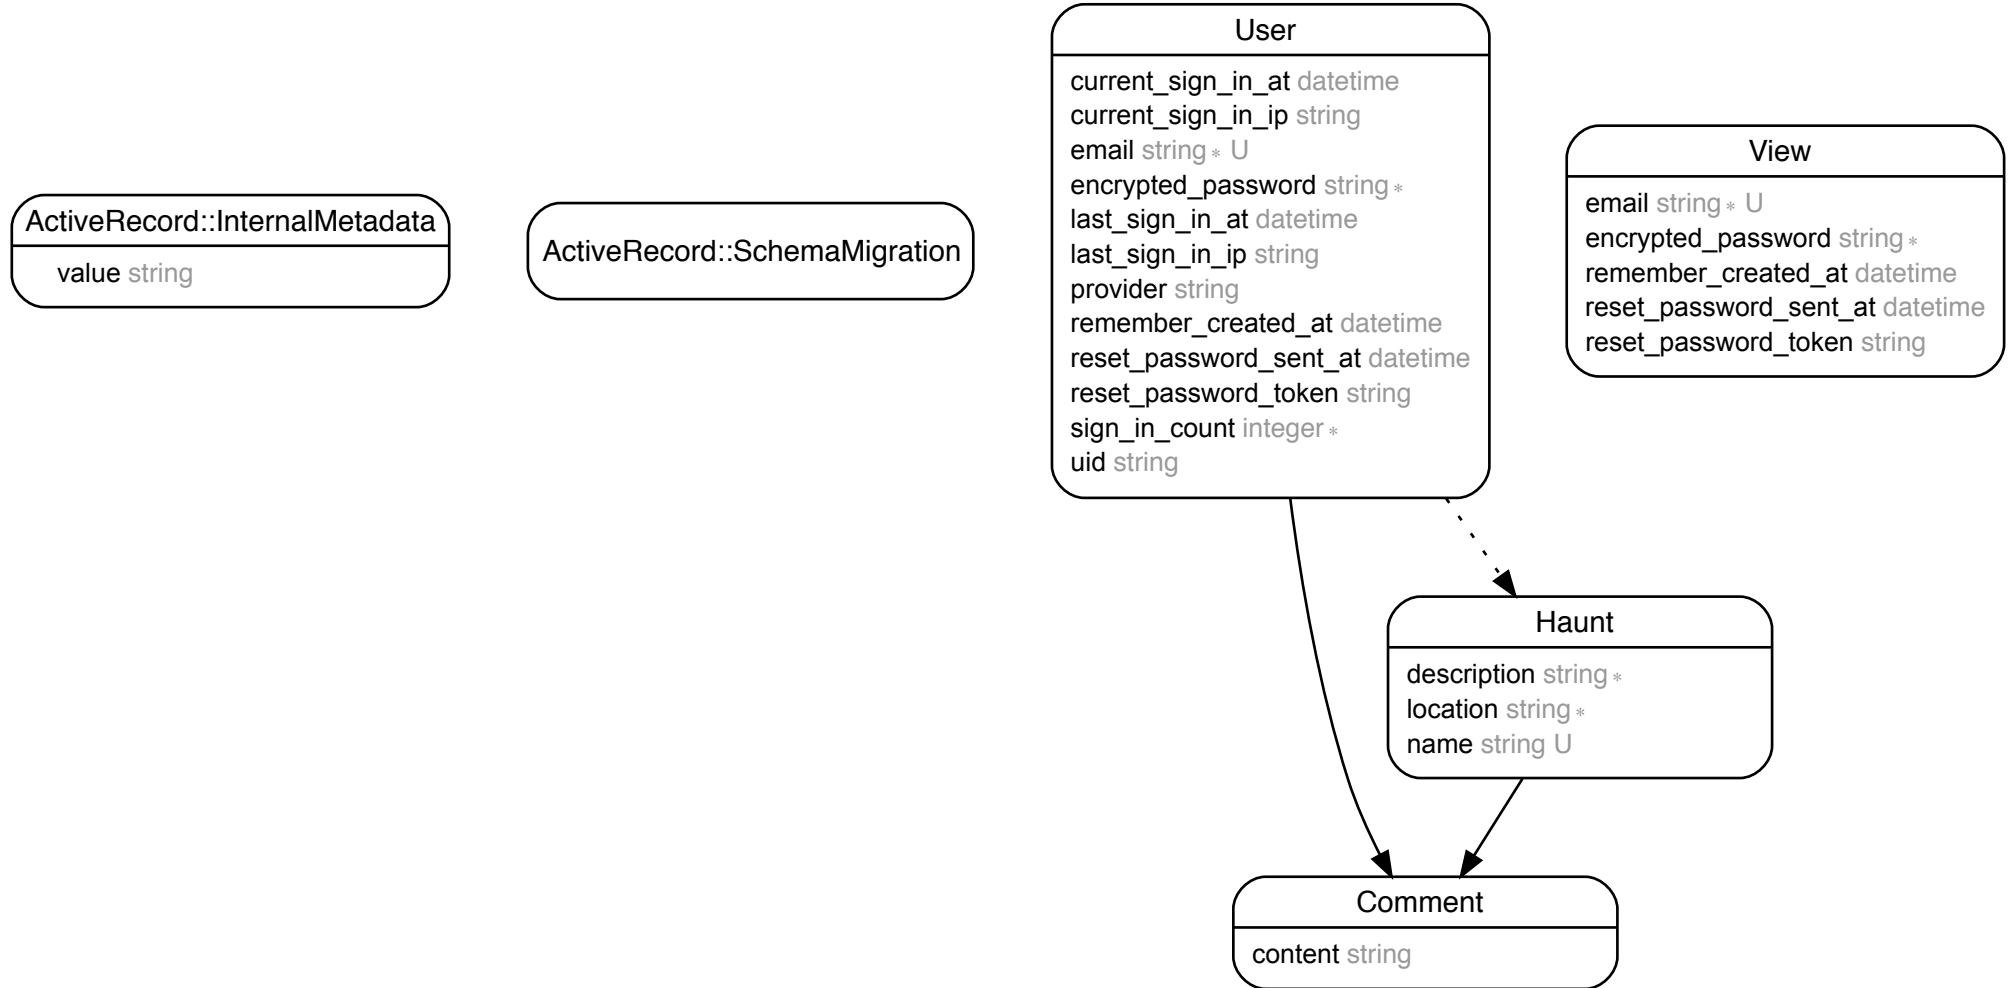 ActiveRecord::InternalMetadata
value string
ActiveRecord::SchemaMigration
User
current_sign_in_at datetime
current_sign_in_ip string
email string * U
encrypted_password string *
last_sign_in_at datetime
last_sign_in_ip string
provider string
remember_created_at datetime
reset_password_sent_at datetime
reset_password_token string
sign_in_count integer *
uid string
View
email string * U
encrypted_password string *
remember_created_at datetime
reset_password_sent_at datetime
reset_password_token string
Haunt
description string *
location string *
name string U
Comment
content string